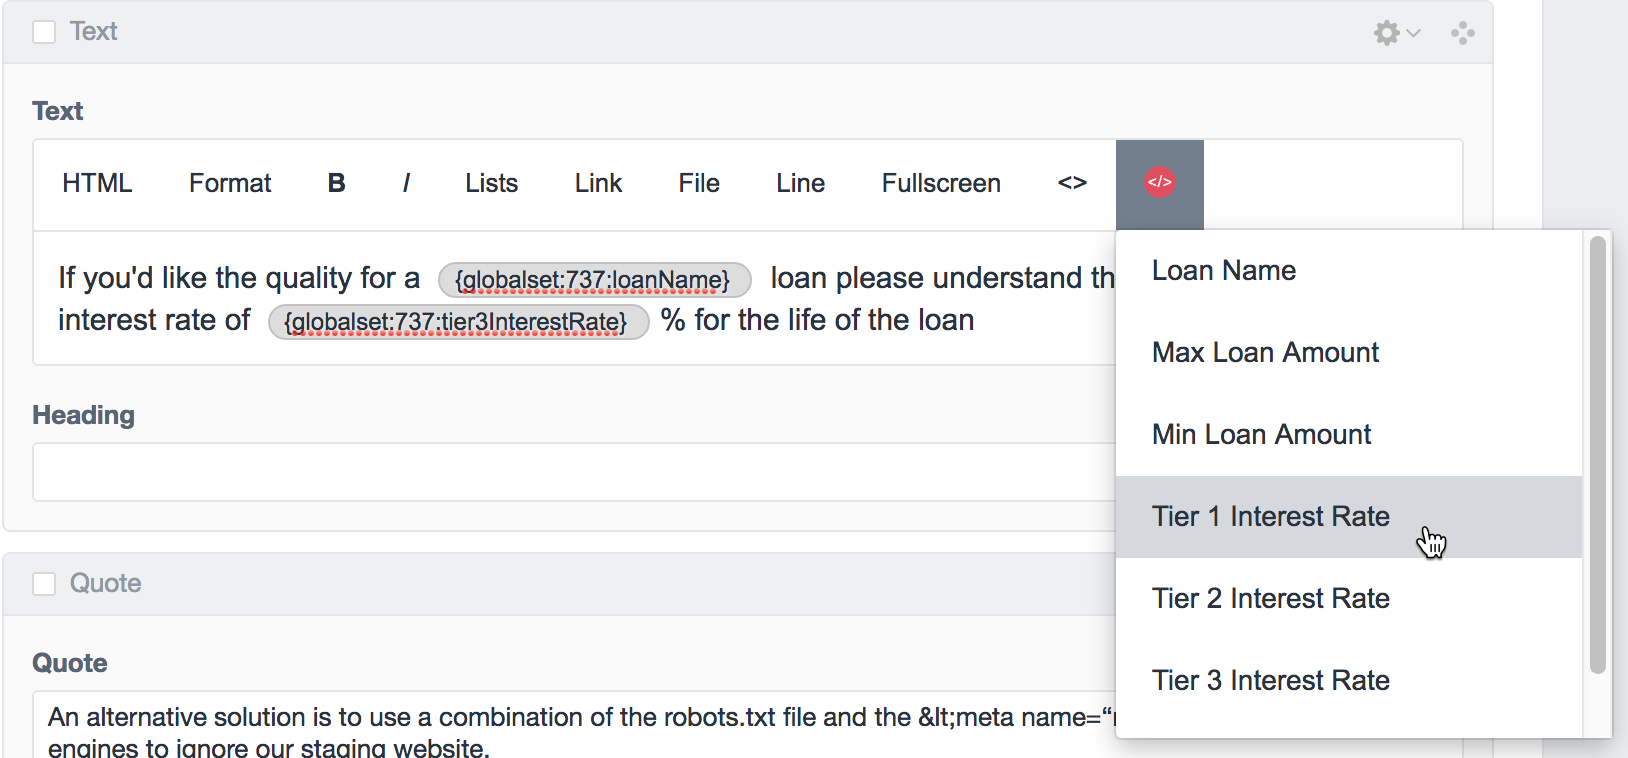 Text
Text
HTML Format B I Lists Link File Line Fullscreen <> </>
If you'd like the quality for a {globalset:737:loanName} loan please understand th
interest rate of {globalset:737:tier3InterestRate} % for the life of the loan
Loan Name
Max Loan Amount
Min Loan Amount
Tier 1 Interest Rate
Tier 2 Interest Rate
Tier 3 Interest Rate
Heading
Quote
Quote
An alternative solution is to use a combination of the robots.txt file and the &lt;meta name=“
engines to ignore our staging website.